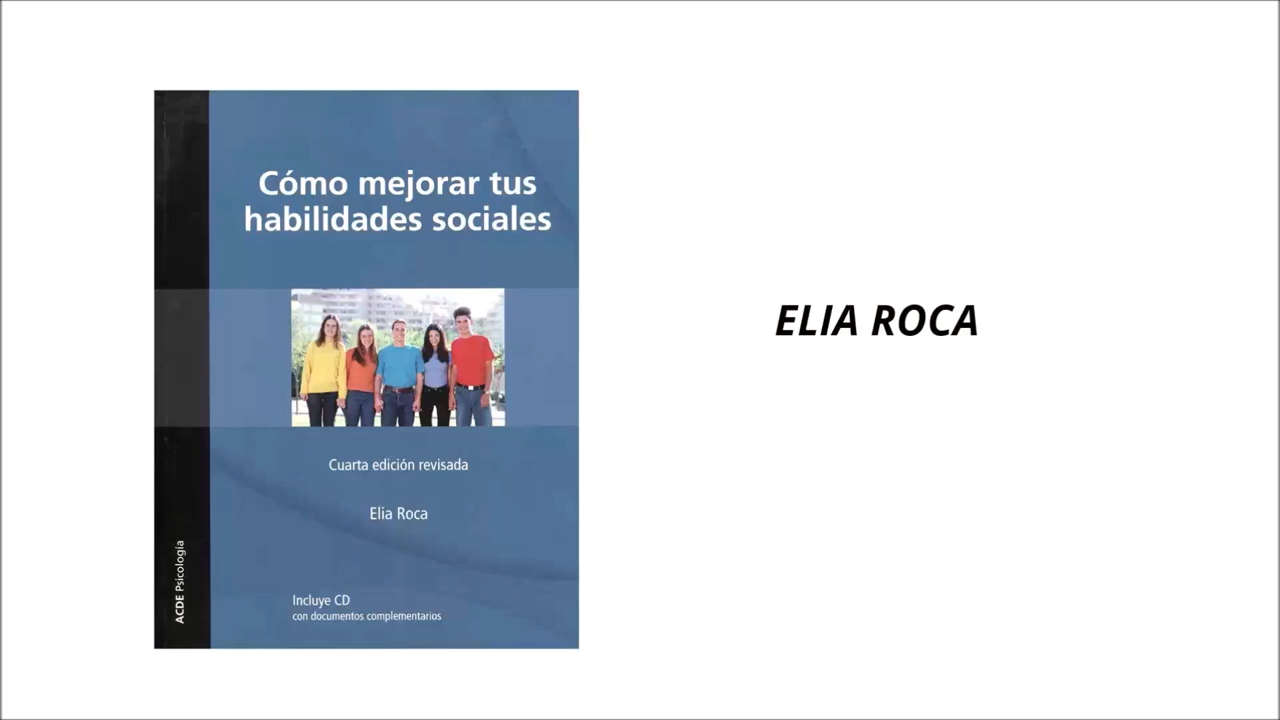 Cómo mejorar tus
habilidades sociales
Cuarta edición revisada
Elia Roca
Incluye CD
con documentos complementarios
ACDE Psicología
ELIA ROCA